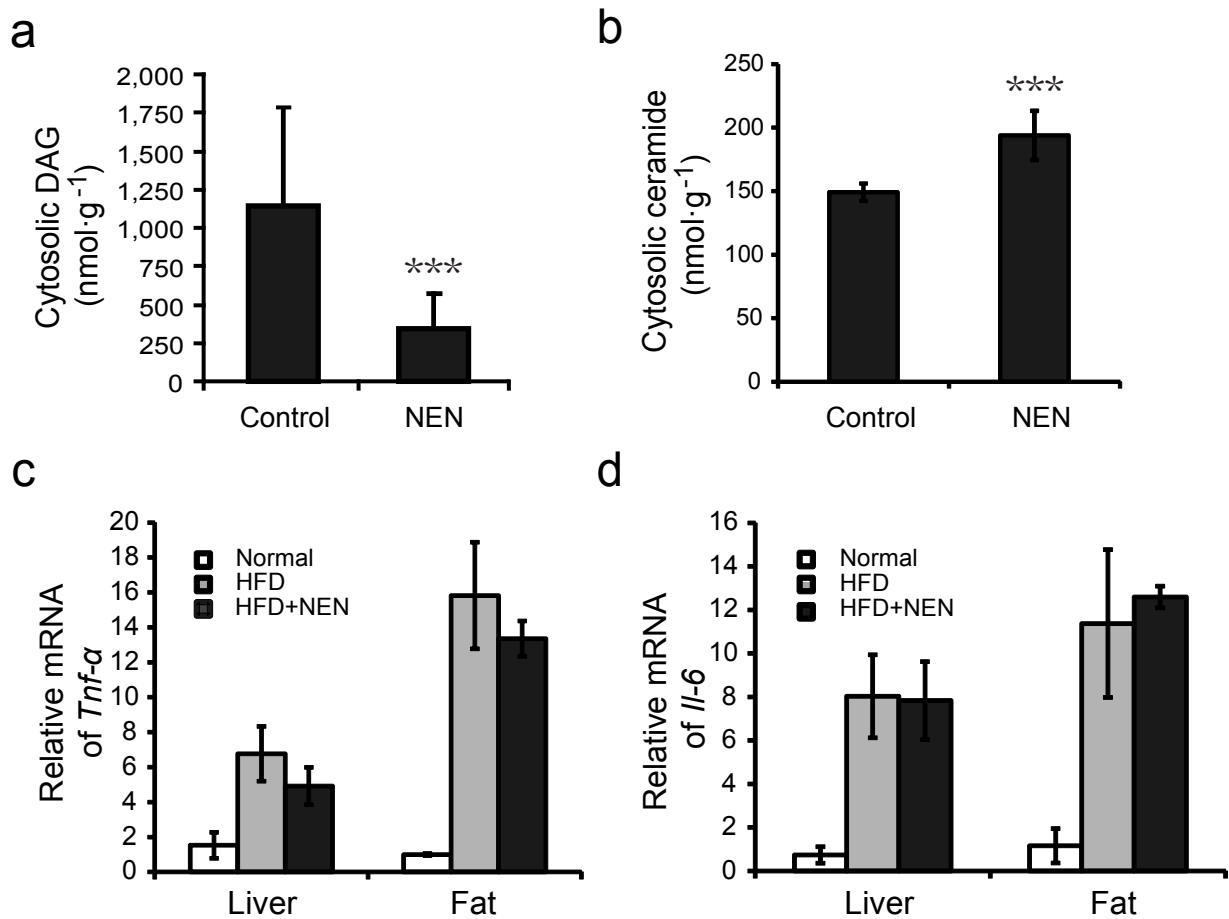 a
Cytosolic DAG
(nmol·g⁻¹)
2,000
1,750
1,500
1,250
1,000
750
500
250
0
***
Control NEN
b
Cytosolic ceramide
(nmol·g⁻¹)
250
200
150
100
50
0
***
Control NEN
c
Relative mRNA
of Tnf-α
20
18
16
14
12
10
8
6
4
2
0
Normal
HFD
HFD+NEN
Liver Fat
d
Relative mRNA
of Il-6
16
14
12
10
8
6
4
2
0
Normal
HFD
HFD+NEN
Liver Fat